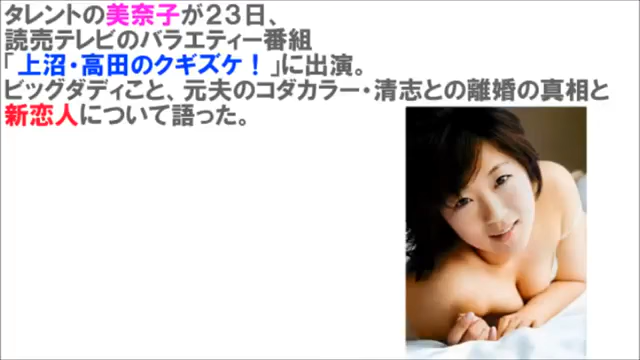 タレントの美奈子が２３日、
読売テレビのバラエティー番組
「上沼・高田のクギズケ！」に出演。
ビッグダディこと、元夫のコダカラー・清志との離婚の真相と
新恋人について語った。